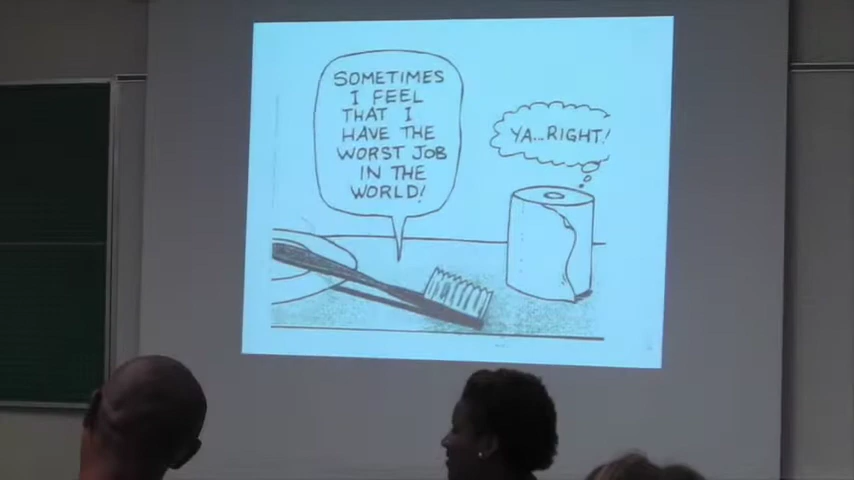 SOMETIMES
I FEEL
THAT I
HAVE THE
WORST JOB
IN THE
WORLD!
YA...RIGHT!